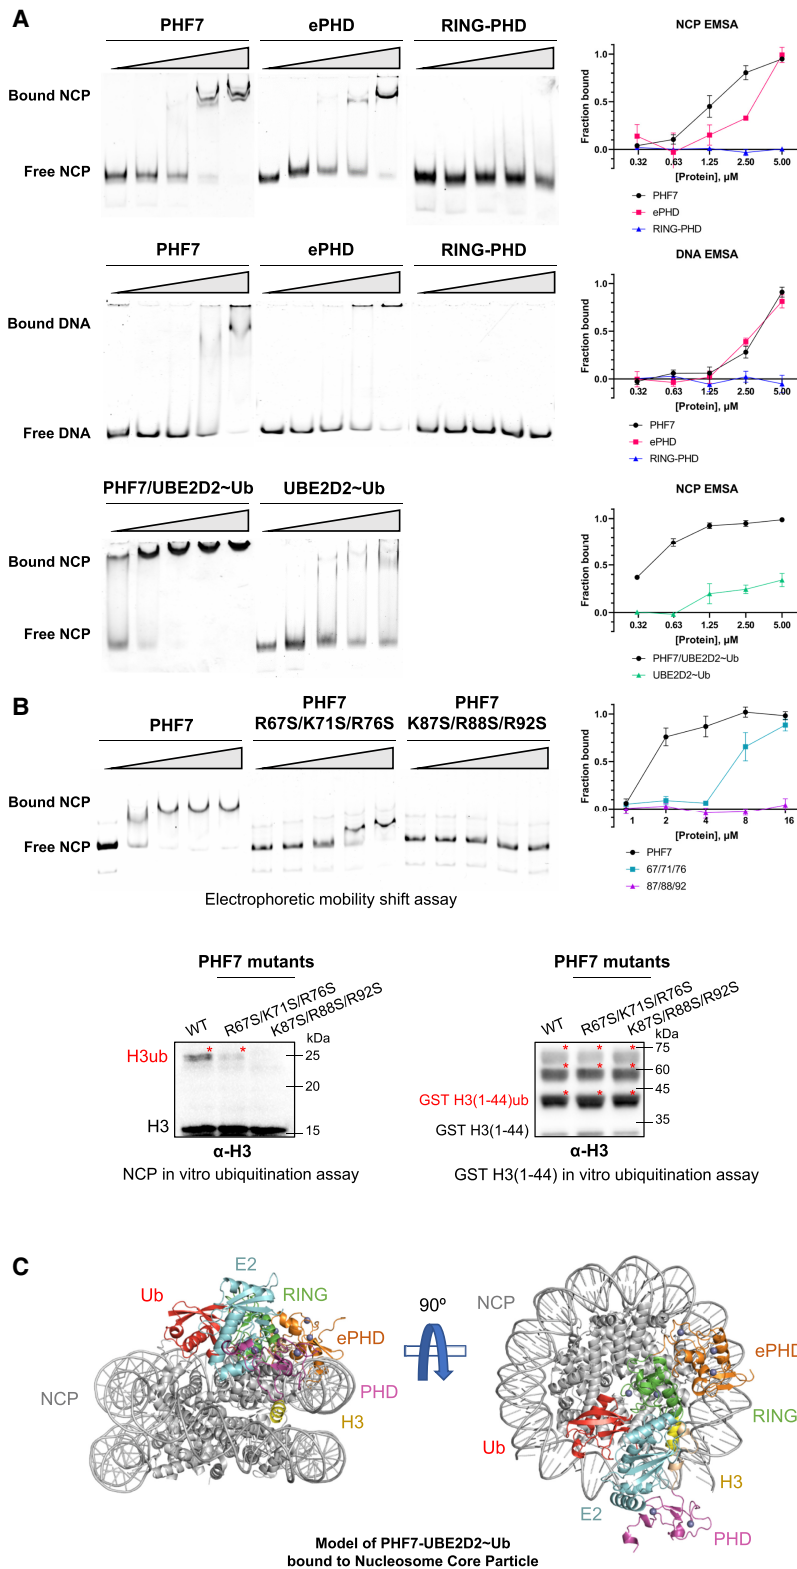 A
PHF7 ePHD RING-PHD
Bound NCP
Free NCP
NCP EMSA
Fraction bound
1.0
0.5
0.0
0.32 0.63 1.25 2.50 5.00
[Protein], µM
PHF7
ePHD
RING-PHD
PHF7 ePHD RING-PHD
Bound DNA
Free DNA
DNA EMSA
Fraction bound
1.0
0.5
0.0
0.32 0.63 1.25 2.50 5.00
[Protein], µM
PHF7
ePHD
RING-PHD
PHF7/UBE2D2~Ub UBE2D2~Ub
Bound NCP
Free NCP
NCP EMSA
Fraction bound
1.0
0.5
0.0
0.32 0.63 1.25 2.50 5.00
[Protein], µM
PHF7/UBE2D2~Ub
UBE2D2~Ub
B
PHF7
PHF7
R67S/K71S/R76S
PHF7
K87S/R88S/R92S
Bound NCP
Free NCP
Electrophoretic mobility shift assay
Fraction bound
1.0
0.5
0.0
1 2 4 8 16
[Protein], µM
PHF7
67/71/76
87/88/92
PHF7 mutants
WT
R67S/K71S/R76S
K87S/R88S/R92S
kDa
H3ub
* *
25
20
H3
15
α-H3
NCP in vitro ubiquitination assay
PHF7 mutants
WT
R67S/K71S/R76S
K87S/R88S/R92S
kDa
* * *
75
* * *
60
45
* * *
GST H3(1-44)ub
35
GST H3(1-44)
α-H3
GST H3(1-44) in vitro ubiquitination assay
C
E2
Ub
RING
ePHD
NCP
PHD
H3
90º
NCP
ePHD
RING
Ub
H3
E2
PHD
Model of PHF7-UBE2D2~Ub
bound to Nucleosome Core Particle